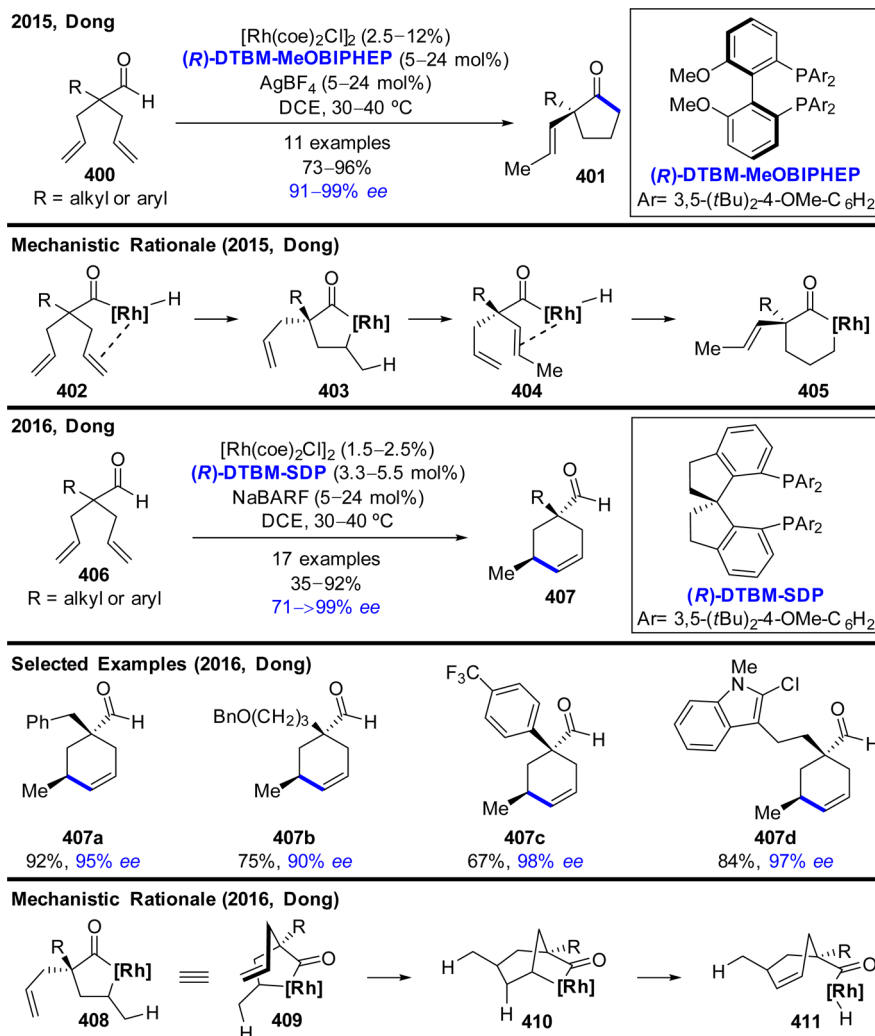 2015, Dong
[Rh(coe)2Cl]2 (2.5–12%)
(R)-DTBM-MeOBIPHEP (5–24 mol%)
AgBF4 (5–24 mol%)
DCE, 30–40 ºC
11 examples
73–96%
91–99% ee
R
O
H
400
R = alkyl or aryl
O
R
Me
401
MeO
MeO
PAr2
PAr2
(R)-DTBM-MeOBIPHEP
Ar= 3,5-(tBu)2-4-OMe-C6H2
Mechanistic Rationale (2015, Dong)
O
R
[Rh]
H
402
O
R
[Rh]
H
403
O
R
[Rh]
H
Me
404
O
R
[Rh]
Me
405
2016, Dong
[Rh(coe)2Cl]2 (1.5–2.5%)
(R)-DTBM-SDP (3.3–5.5 mol%)
NaBARF (5–24 mol%)
DCE, 30–40 ºC
17 examples
35–92%
71–>99% ee
O
R
H
406
R = alkyl or aryl
O
R
H
Me
407
PAr2
PAr2
(R)-DTBM-SDP
Ar= 3,5-(tBu)2-4-OMe-C6H2
Selected Examples (2016, Dong)
O
Ph
H
Me
407a
92%, 95% ee
O
BnO(CH2)3
H
Me
407b
75%, 90% ee
F3C
O
H
Me
407c
67%, 98% ee
Me
N
Cl
O
H
Me
407d
84%, 97% ee
Mechanistic Rationale (2016, Dong)
O
R
[Rh]
H
408
R
O
[Rh]
H
409
H
R
O
[Rh]
H
410
H
R
O
[Rh]
H
411